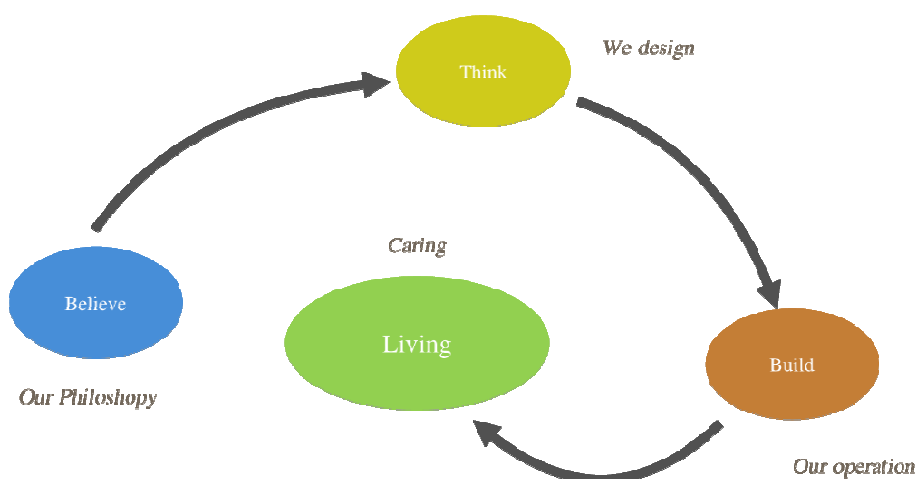 Think
We design
Caring
Believe
Living
Build
Our Philoshopy
Our operation